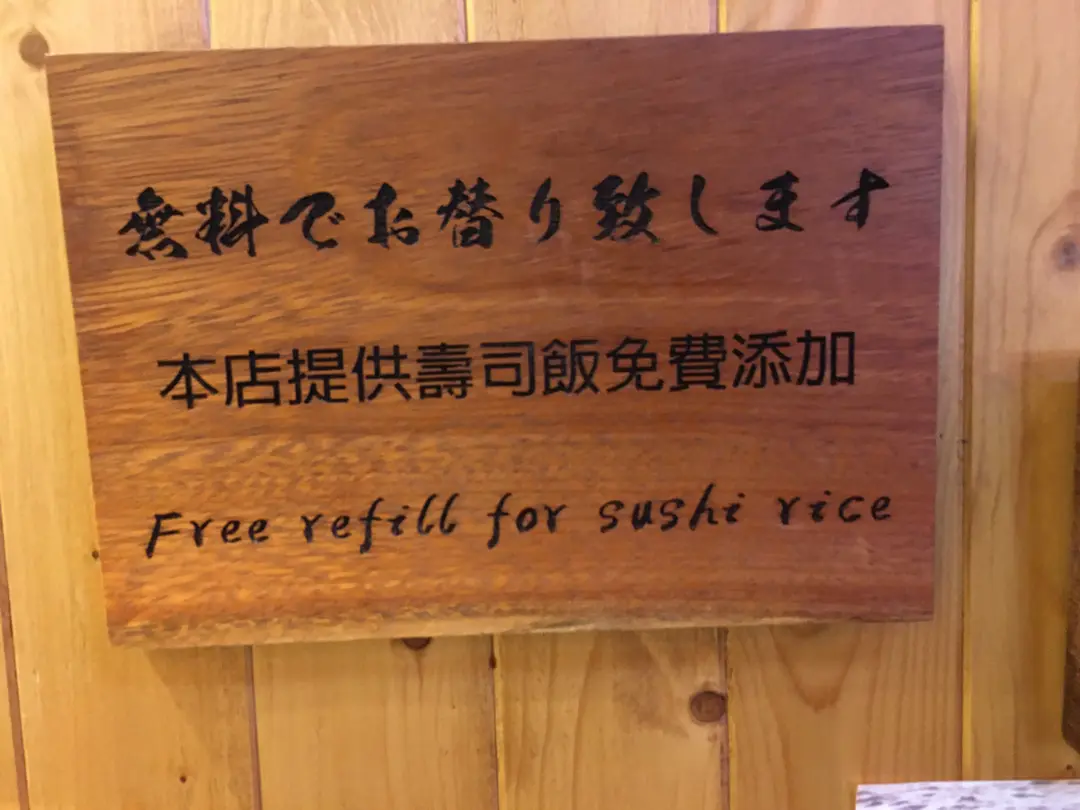 無料でお替り致します
本店提供壽司飯免費添加
Free refill for sushi rice